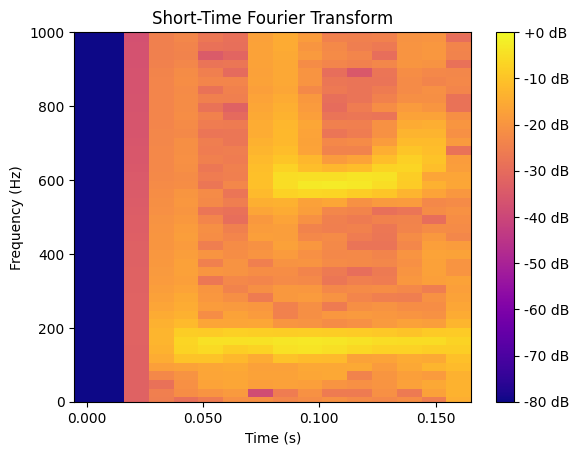 Short-Time Fourier Transform
1000
800
600
400
200
0
Frequency (Hz)
0.000
0.050
0.100
0.150
Time (s)
+0 dB
-10 dB
-20 dB
-30 dB
-40 dB
-50 dB
-60 dB
-70 dB
-80 dB